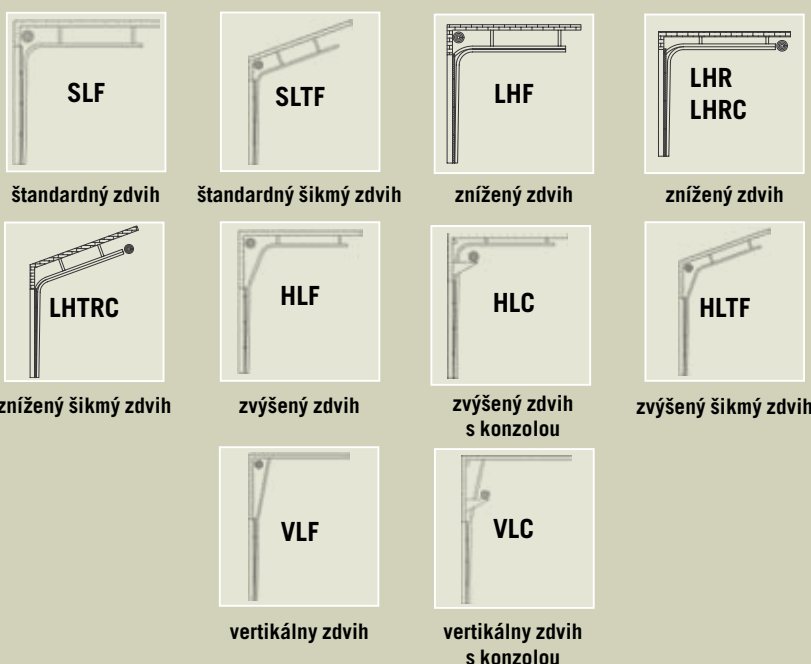 SLF
SLTF
LHF
LHR
LHRC
štandardný zdvih
štandardný šikmý zdvih
znížený zdvih
znížený zdvih
LHTRC
HLF
HLC
HLTF
znížený šikmý zdvih
zvýšený zdvih
zvýšený zdvih
s konzolou
zvýšený šikmý zdvih
VLF
VLC
vertikálny zdvih
vertikálny zdvih
s konzolou